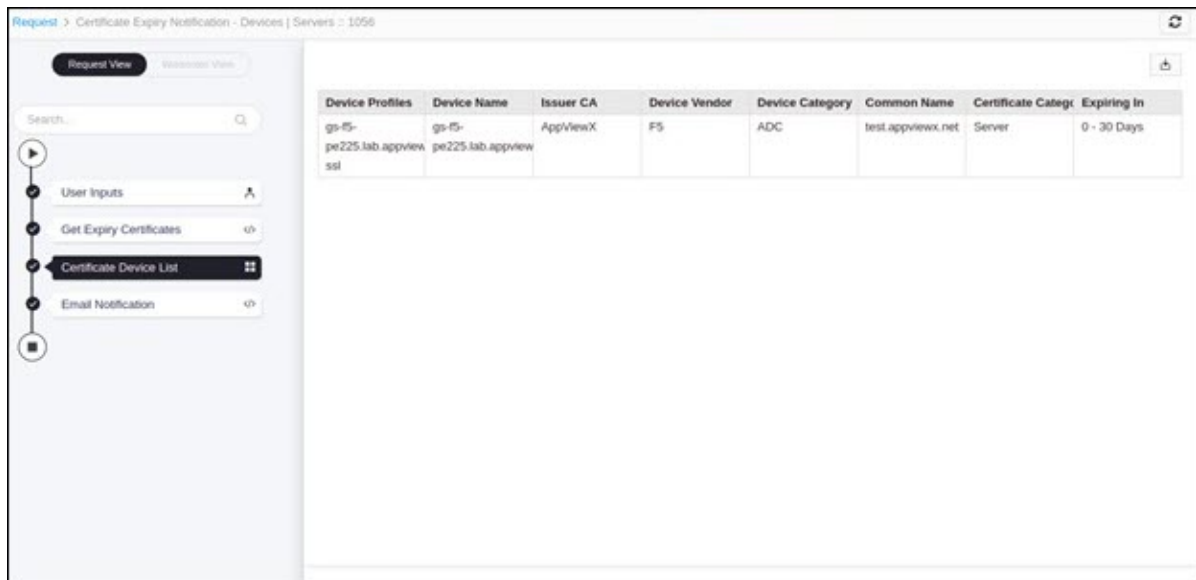 Request > Certificate Expiry Notification - Devices | Servers :: 1056
Request View
Search..
User Inputs
Get Expiry Certificates
Certificate Device List
Email Notification
Device Profiles Device Name Issuer CA Device Vendor Device Category Common Name Certificate Catego Expiring In
gs-f5- gs-f5- AppViewX F5 ADC test.appviewx.net Server 0 - 30 Days
pe225.lab.appview pe225.lab.appview
ssl